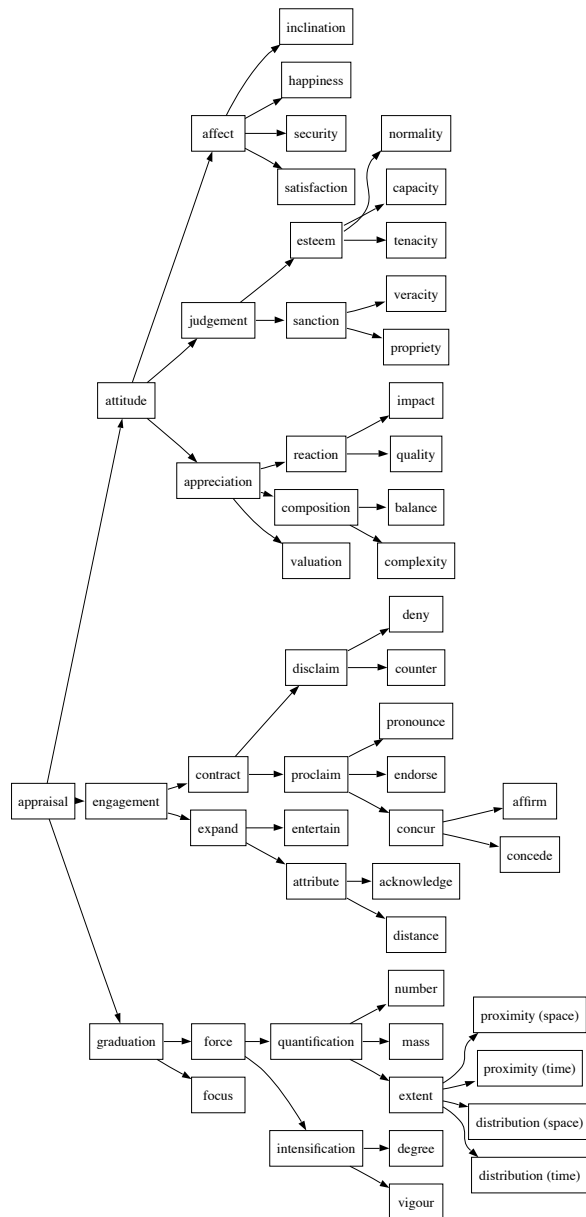 inclination
happiness
affect
security
normality
satisfaction
capacity
esteem
tenacity
veracity
judgement
sanction
propriety
attitude
impact
reaction
quality
appreciation
composition
balance
valuation
complexity
deny
disclaim
counter
pronounce
contract
proclaim
endorse
appraisal
engagement
affirm
expand
entertain
concur
concede
attribute
acknowledge
distance
number
proximity (space)
graduation
force
quantification
mass
proximity (time)
focus
extent
distribution (space)
intensification
degree
distribution (time)
vigour